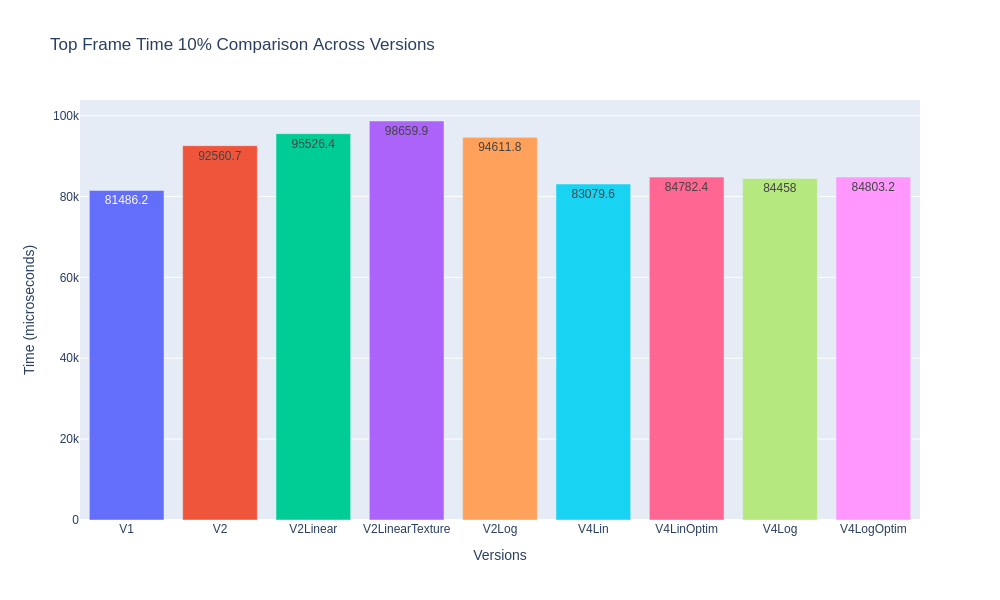 Top Frame Time 10% Comparison Across Versions
100k
80k
60k
40k
20k
0
Time (microseconds)
81486.2
92560.7
95526.4
98659.9
94611.8
83079.6
84782.4
84458
84803.2
V1
V2
V2Linear
V2LinearTexture
V2Log
V4Lin
V4LinOptim
V4Log
V4LogOptim
Versions